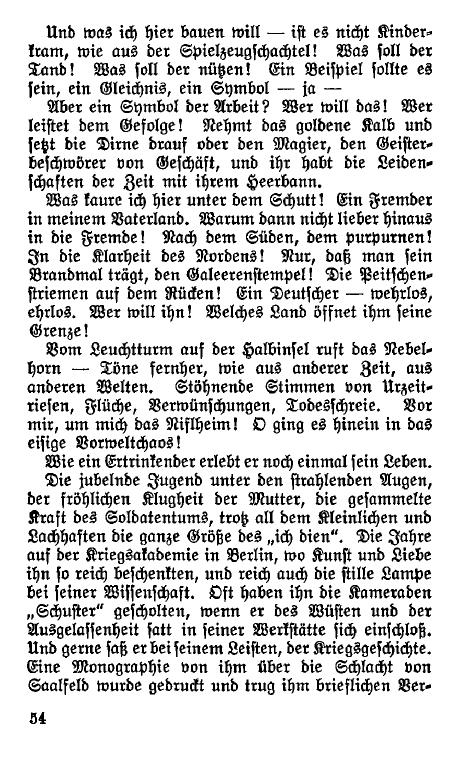 Und was ich hier bauen will — ist es nicht Kinder-
kram, wie aus der Spielzeugschachtel! Was soll der
Tand! Was soll der nützen! Ein Beispiel sollte es
sein, ein Gleichnis, ein Symbol — ja —
Aber ein Symbol der Arbeit? Wer will das! Wer
leistet dem Gefolge! Nehmt das goldene Kalb und
setzt die Dirne drauf oder den Magier, den Geister-
beschwörer von Geschäft, und ihr habt die Leiden-
schaften der Zeit mit ihrem Heerbann.
Was kaure ich hier unter dem Schutt! Ein Fremder
in meinem Vaterland. Warum dann nicht lieber hinaus
in die Fremde! Nach dem Süden, dem purpurnen!
In die Klarheit des Nordens! Nur, daß man sein
Brandmal trägt, den Galeerenstempel! Die Peitschen-
striemen auf dem Rücken! Ein Deutscher — wehrlos,
ehrlos. Wer will ihn! Welches Land öffnet ihm seine
Grenze!
Vom Leuchtturm auf der Halbinsel ruft das Nebel-
horn — Töne fernher, wie aus anderer Zeit, aus
anderen Welten. Stöhnende Stimmen von Urzeit-
riesen, Flüche, Verwünschungen, Todesschreie. Vor
mir, um mich das Niflheim! O ging es hinein in das
eisige Vorweltchaos!
Wie ein Ertrinkender erlebt er noch einmal sein Leben.
Die jubelnde Jugend unter den strahlenden Augen,
der fröhlichen Klugheit der Mutter, die gesammelte
Kraft des Soldatentums, trotz all dem Kleinlichen und
Lachhaften die ganze Größe des „ich dien“. Die Jahre
auf der Kriegsakademie in Berlin, wo Kunst und Liebe
ihn so reich beschenkten, und reich auch die stille Lampe
bei seiner Wissenschaft. Oft haben ihn die Kameraden
„Schuster“ gescholten, wenn er des Wüsten und der
Ausgelassenheit satt in seiner Werkstätte sich einschloß.
Und gerne saß er bei seinem Leisten, der Kriegsgeschichte.
Eine Monographie von ihm über die Schlacht von
Saalfeld wurde gedruckt und trug ihm brieflichen Ver-
54